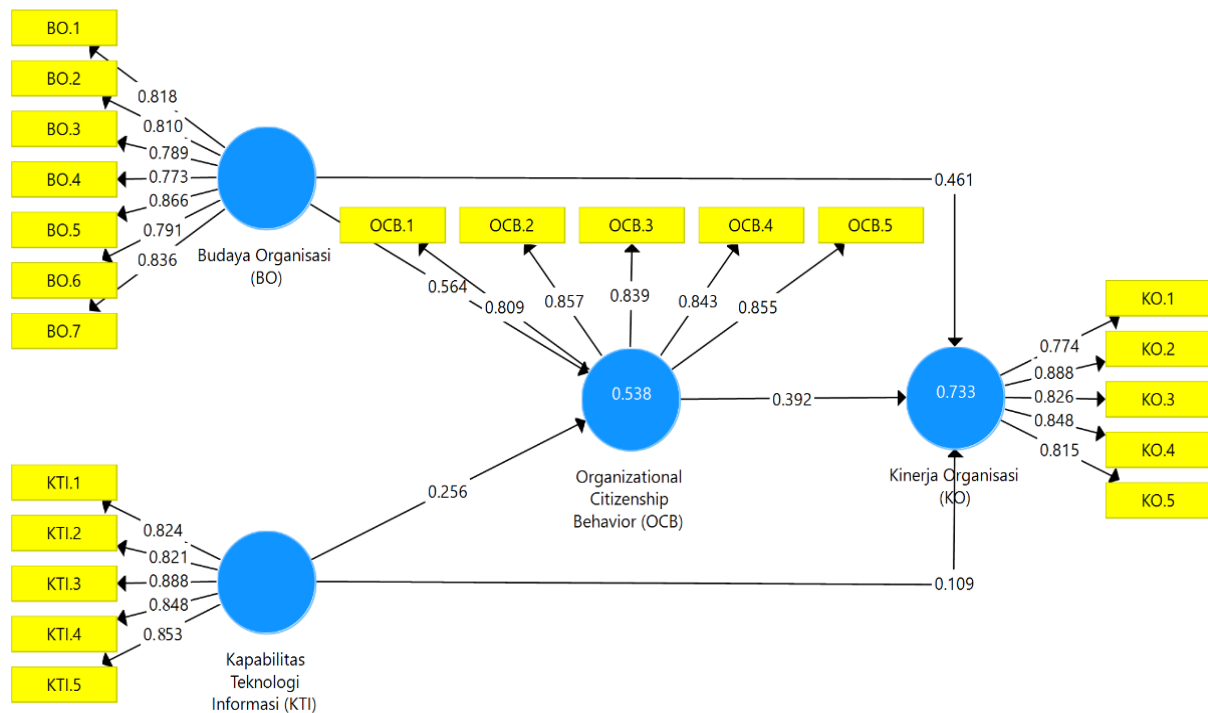 BO.1
BO.2
BO.3
BO.4
BO.5
BO.6
BO.7
0.818
0.810
0.789
0.773
0.866
0.791
0.836
Budaya Organisasi
(BO)
0.461
0.564
OCB.1
OCB.2
OCB.3
OCB.4
OCB.5
0.809
0.857
0.839
0.843
0.855
0.538
Organizational
Citizenship
Behavior (OCB)
0.392
0.733
Kinerja Organisasi
(KO)
0.774
0.888
0.826
0.848
0.815
KO.1
KO.2
KO.3
KO.4
KO.5
0.256
0.109
KTI.1
KTI.2
KTI.3
KTI.4
KTI.5
0.824
0.821
0.888
0.848
0.853
Kapabilitas
Teknologi
Informasi (KTI)